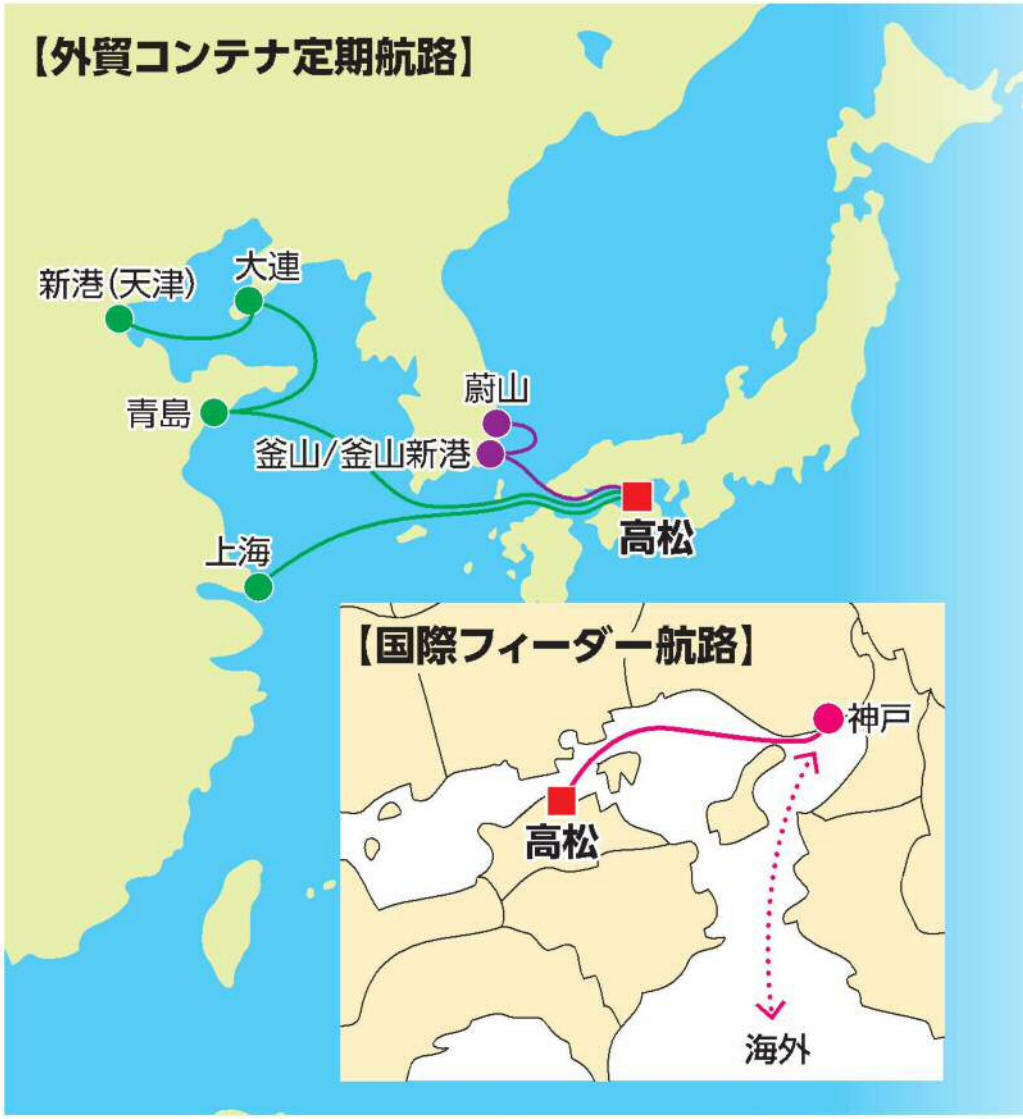 【外貿コンテナ定期航路】
大連
新港(天津)
蔚山
青島
釜山/釜山新港
高松
上海
【国際フィーダー航路】
神戸
高松
海外